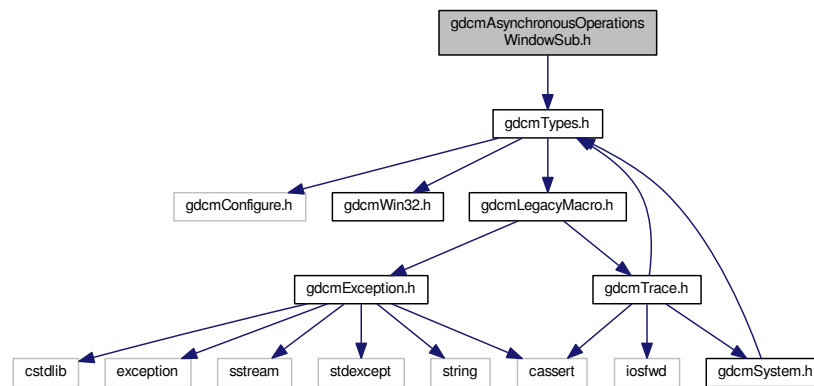 gdcmAsynchronousOperations
WindowSub.h
gdcmTypes.h
gdcmConfigure.h
gdcmWin32.h
gdcmLegacyMacro.h
gdcmException.h
gdcmTrace.h
cstdlib
exception
sstream
stdexcept
string
cassert
iosfwd
gdcmSystem.h